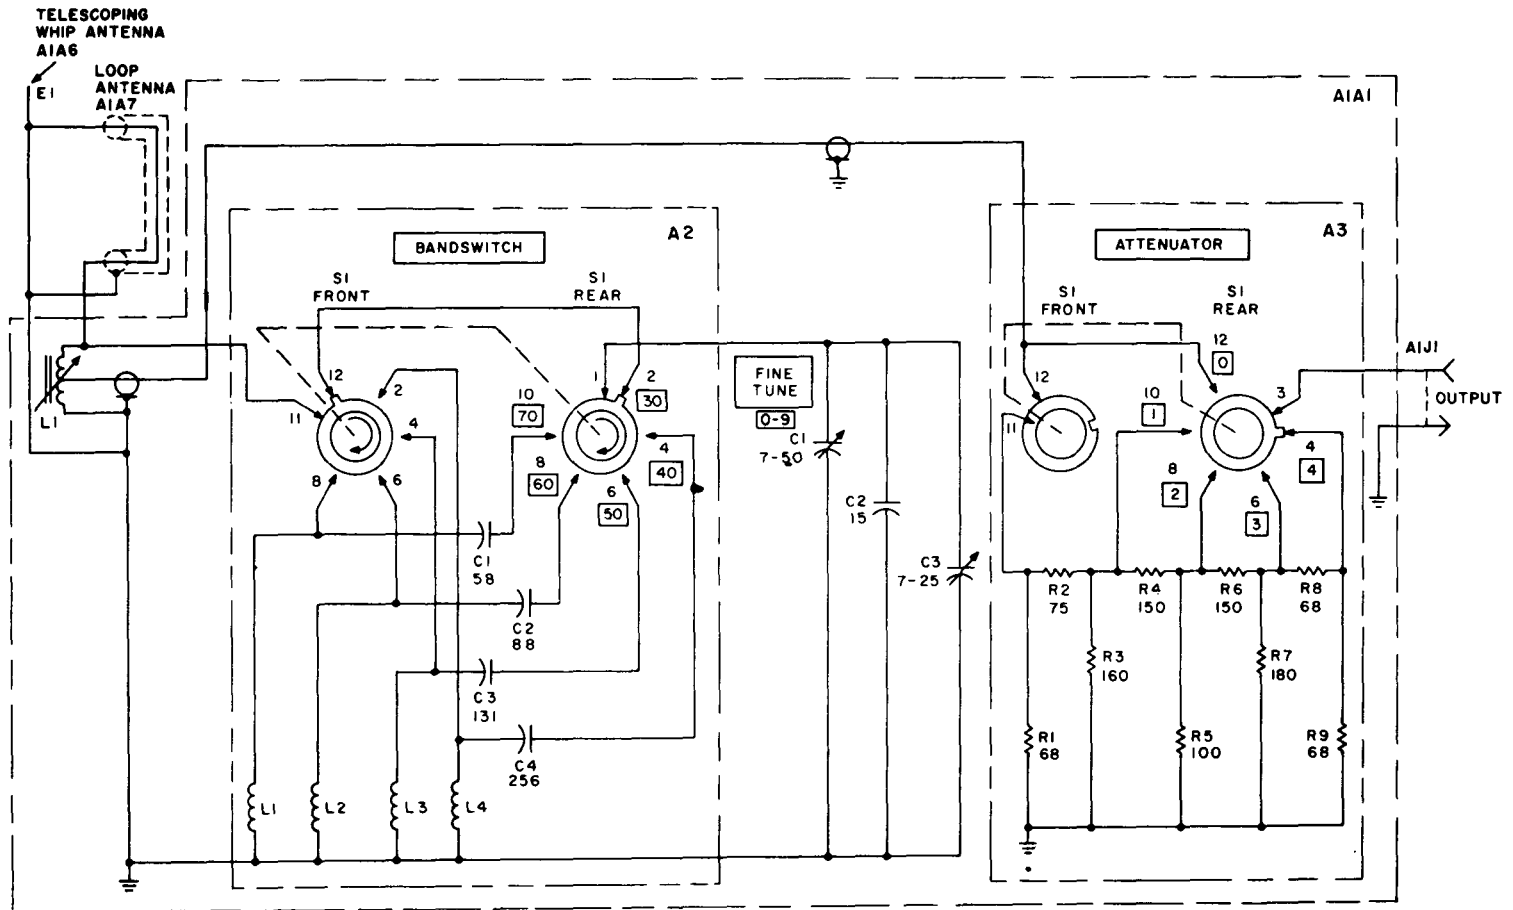 TELESCOPING
WHIP ANTENNA
A1A6
E1
LOOP
ANTENNA
A1A7
A1A1
BANDSWITCH
A2
S1
FRONT
S1
REAR
12
2
11
4
8
6
1
2
30
10
70
8
60
6
50
4
40
L1
FINE
TUNE
0-9
C1
7-50
C2
15
C3
7-25
C1
58
C2
88
C3
131
C4
256
L1
L2
L3
L4
ATTENUATOR
A3
S1
FRONT
S1
REAR
12
11
12
0
10
1
3
8
2
6
3
4
4
A1J1
OUTPUT
R2
75
R4
150
R6
150
R8
68
R3
160
R7
180
R1
68
R5
100
R9
68